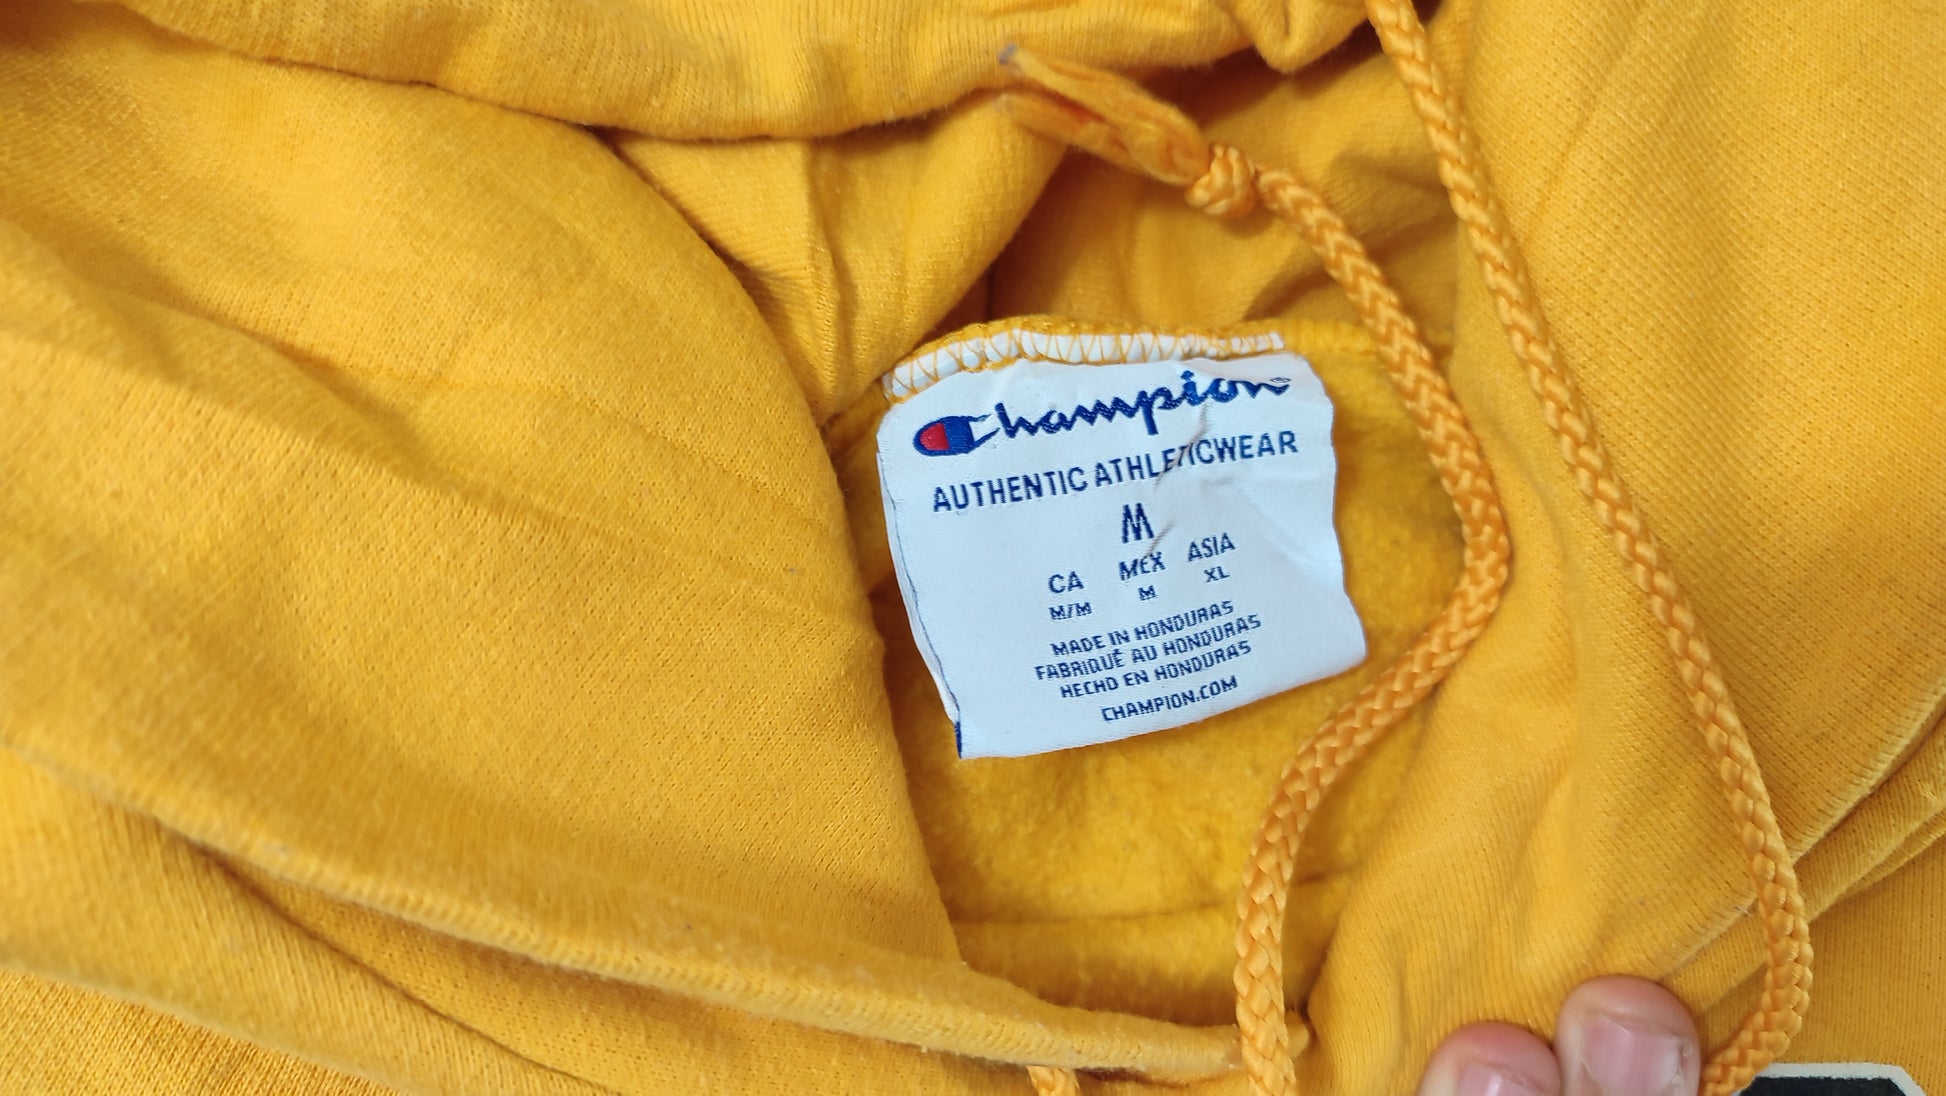 Champion
AUTHENTIC ATHLETICWEAR
M
CA MEX ASIA
M/M M XL
MADE IN HONDURAS
FABRIQUÉ AU HONDURAS
HECHO EN HONDURAS
CHAMPION.COM